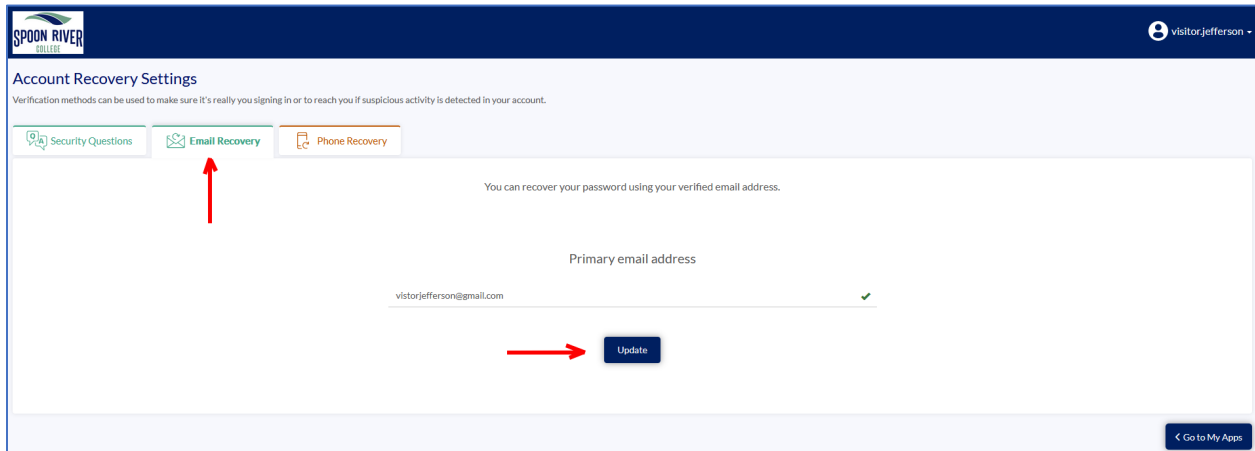 SPOON RIVER
COLLEGE
visitor.jefferson
Account Recovery Settings
Verification methods can be used to make sure it's really you signing in or to reach you if suspicious activity is detected in your account.
Q A Security Questions
Email Recovery
Phone Recovery
You can recover your password using your verified email address.
Primary email address
vistorjefferson@gmail.com
Update
Go to My Apps